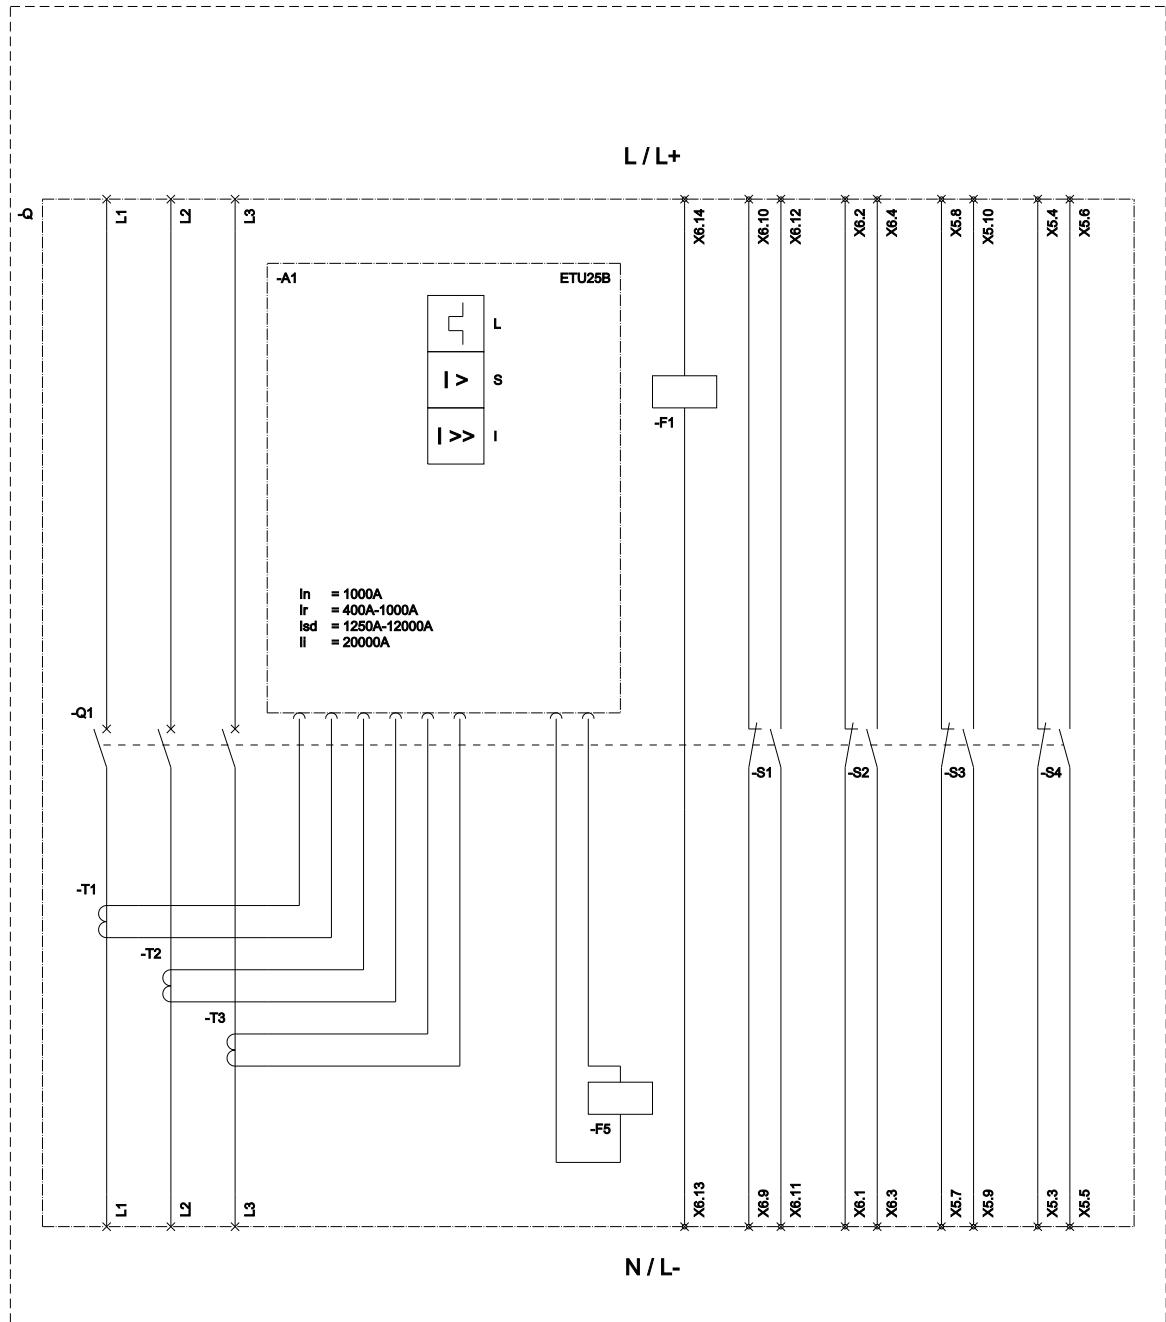 L / L+
-Q
L1
L2
L3
X6.14
X6.10
X6.12
X6.2
X6.4
X5.8
X5.10
X5.4
X5.6
-A1
ETU25B
L
I >
S
I >>
I
-F1
In = 1000A
Ir = 400A-1000A
Isd = 1250A-12000A
Ii = 20000A
-Q1
-S1
-S2
-S3
-S4
-T1
-T2
-T3
-F5
L1
L2
L3
X6.13
X6.9
X6.11
X6.1
X6.3
X5.7
X5.9
X5.3
X5.5
N / L-